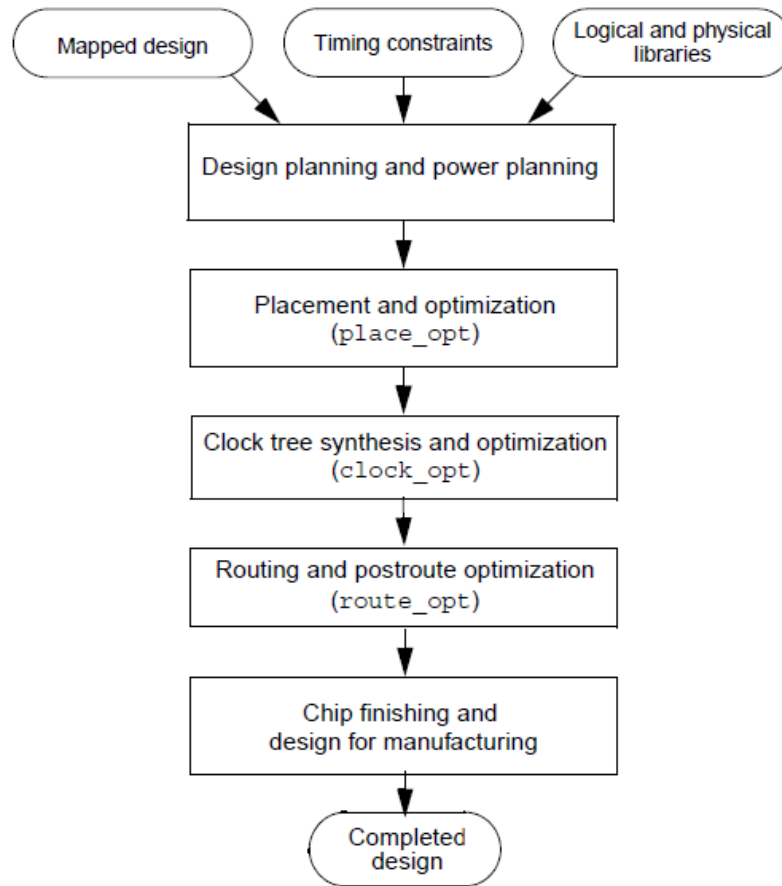 Mapped design
Timing constraints
Logical and physical
libraries
Design planning and power planning
Placement and optimization
(place_opt)
Clock tree synthesis and optimization
(clock_opt)
Routing and postroute optimization
(route_opt)
Chip finishing and
design for manufacturing
Completed
design